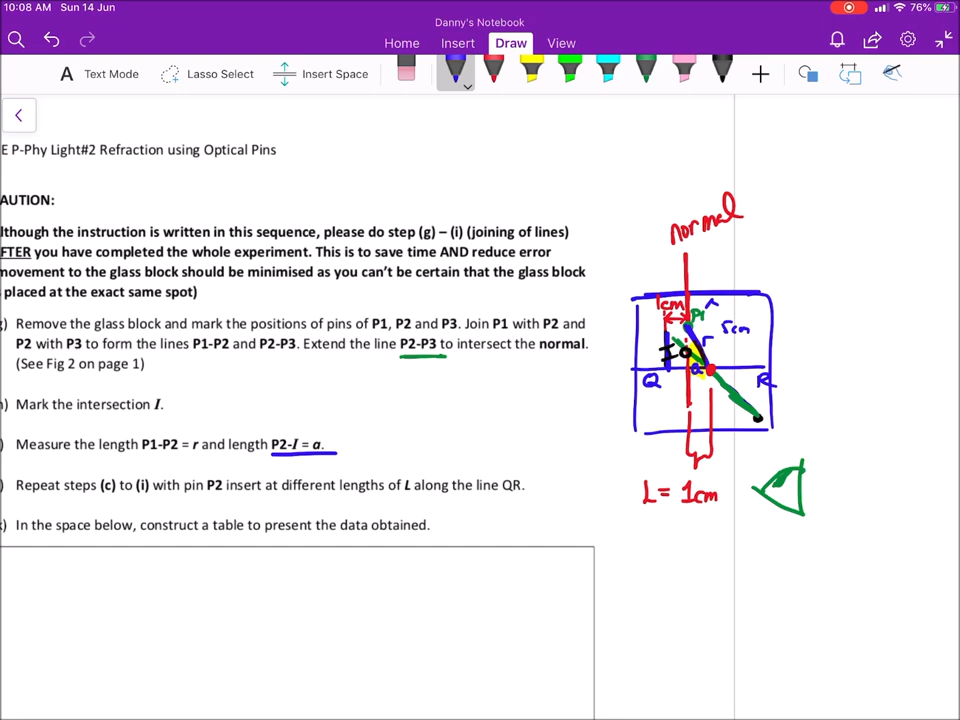 10:08 AM Sun 14 Jun
76%
Danny's Notebook
Home Insert Draw View
Text Mode Lasso Select Insert Space
E P-Phy Light#2 Refraction using Optical Pins
AUTION:
lthough the instruction is written in this sequence, please do step (g) – (i) (joining of lines)
FTER you have completed the whole experiment. This is to save time AND reduce error
movement to the glass block should be minimised as you can't be certain that the glass block
placed at the exact same spot)
) Remove the glass block and mark the positions of pins of P1, P2 and P3. Join P1 with P2 and
P2 with P3 to form the lines P1-P2 and P2-P3. Extend the line P2-P3 to intersect the normal.
(See Fig 2 on page 1)
) Mark the intersection I.
) Measure the length P1-P2 = r and length P2-I = a.
) Repeat steps (c) to (i) with pin P2 insert at different lengths of L along the line QR.
) In the space below, construct a table to present the data obtained.
normal
1cm
P1
r
5cm
I
a
Q
R
L = 1cm